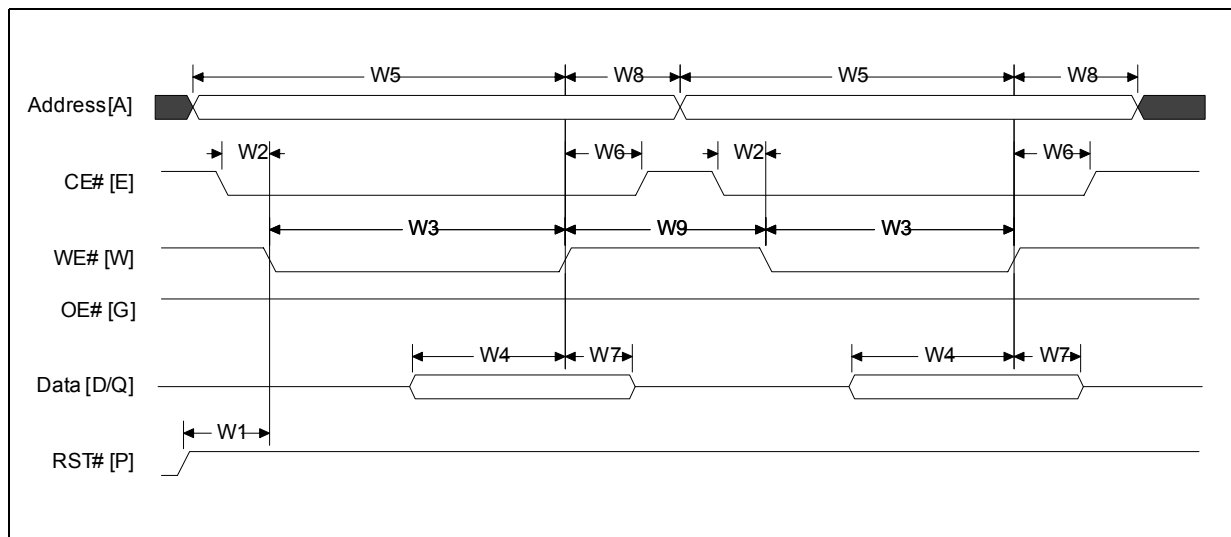 W5 W8 W5 W8
Address [A]
W2 W6 W2 W6
CE# [E]
W3 W9 W3
WE# [W]
OE# [G]
W4 W7 W4 W7
Data [D/Q]
W1
RST# [P]